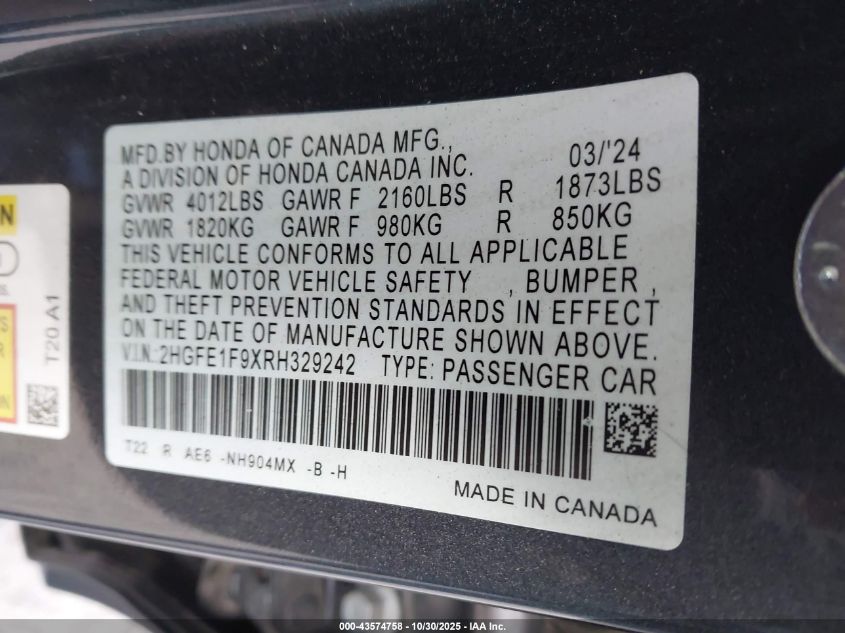 MFD.BY HONDA OF CANADA MFG., 03/'24
A DIVISION OF HONDA CANADA INC.
GVWR 4012LBS GAWR F 2160LBS R 1873LBS
GVWR 1820KG GAWR F 980KG R 850KG
THIS VEHICLE CONFORMS TO ALL APPLICABLE
FEDERAL MOTOR VEHICLE SAFETY , BUMPER ,
AND THEFT PREVENTION STANDARDS IN EFFECT
ON THE DATE OF MANUFACTURE SHOWN ABOVE.
V.I.N.:2HGFE1F9XRH329242 TYPE: PASSENGER CAR
T22 R AE6 -NH904MX -B -H
MADE IN CANADA
T20 A1
000-43574758 - 10/30/2025 - IAA Inc.